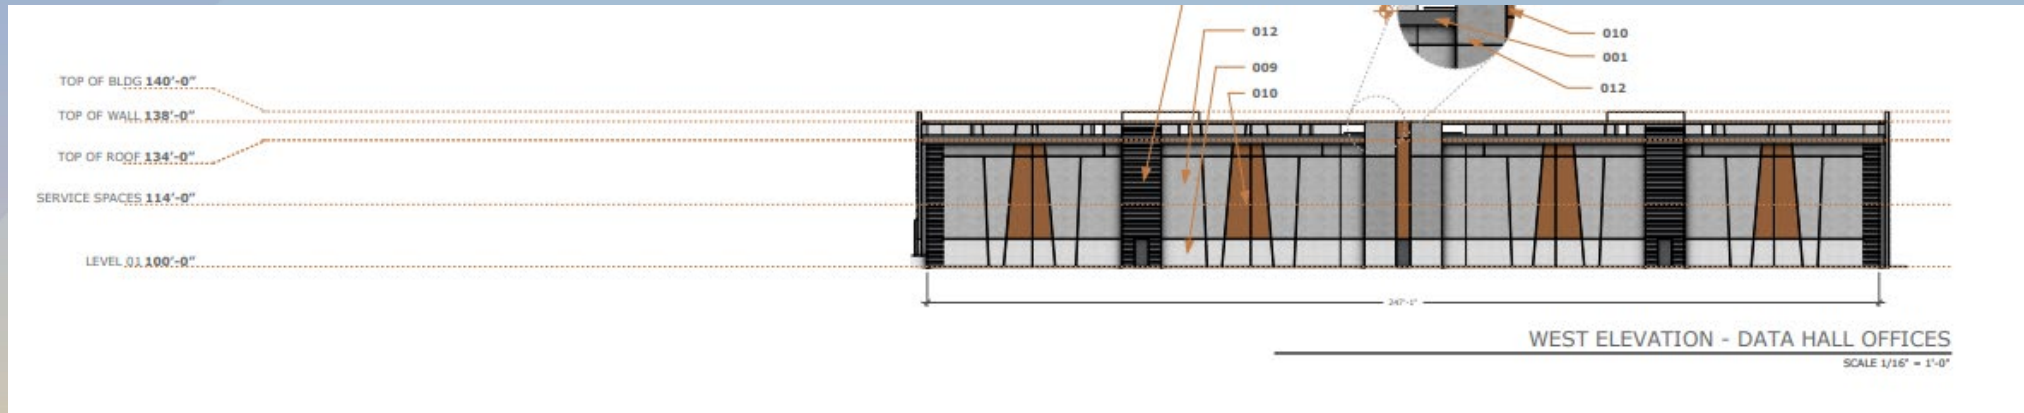 012
009
010
010
001
012
TOP OF BLDG 140'-0"
TOP OF WALL 138'-0"
TOP OF ROOF 134'-0"
SERVICE SPACES 114'-0"
LEVEL 01 100'-0"
247'-1"
WEST ELEVATION - DATA HALL OFFICES
SCALE 1/16" = 1'-0"